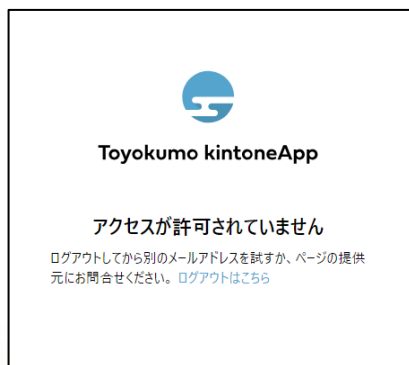 Toyokumo kintoneApp
アクセスが許可されていません
ログアウトしてから別のメールアドレスを試すか、ページの提供
元にお問合せください。ログアウトはこちら